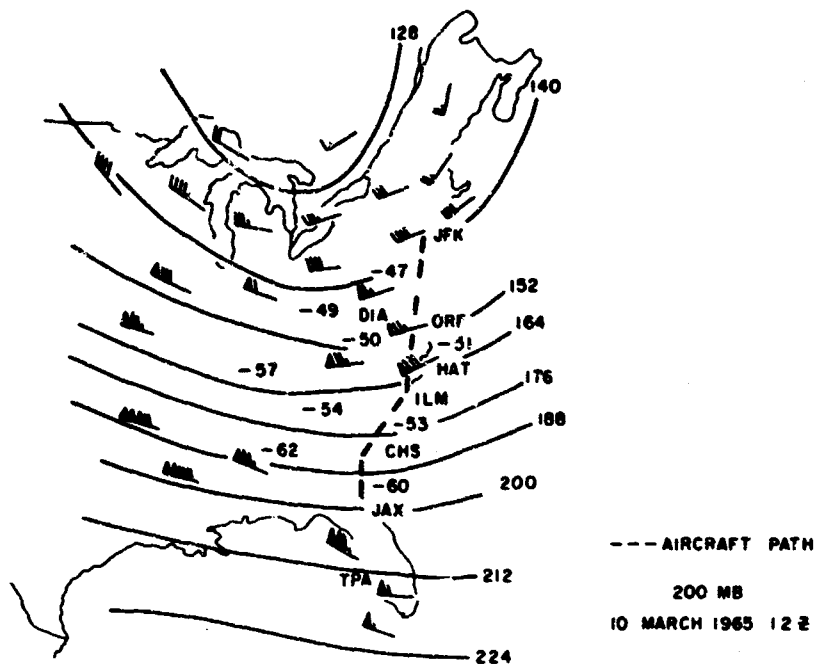 128
140
JFK
-47
152
-49
DIA
ORF
164
-50
-51
HAT
-57
176
ILM
-54
-53
188
-62
CHS
-60
200
JAX
---AIRCRAFT PATH
TPA
212
200 MB
10 MARCH 1965 12Z
224